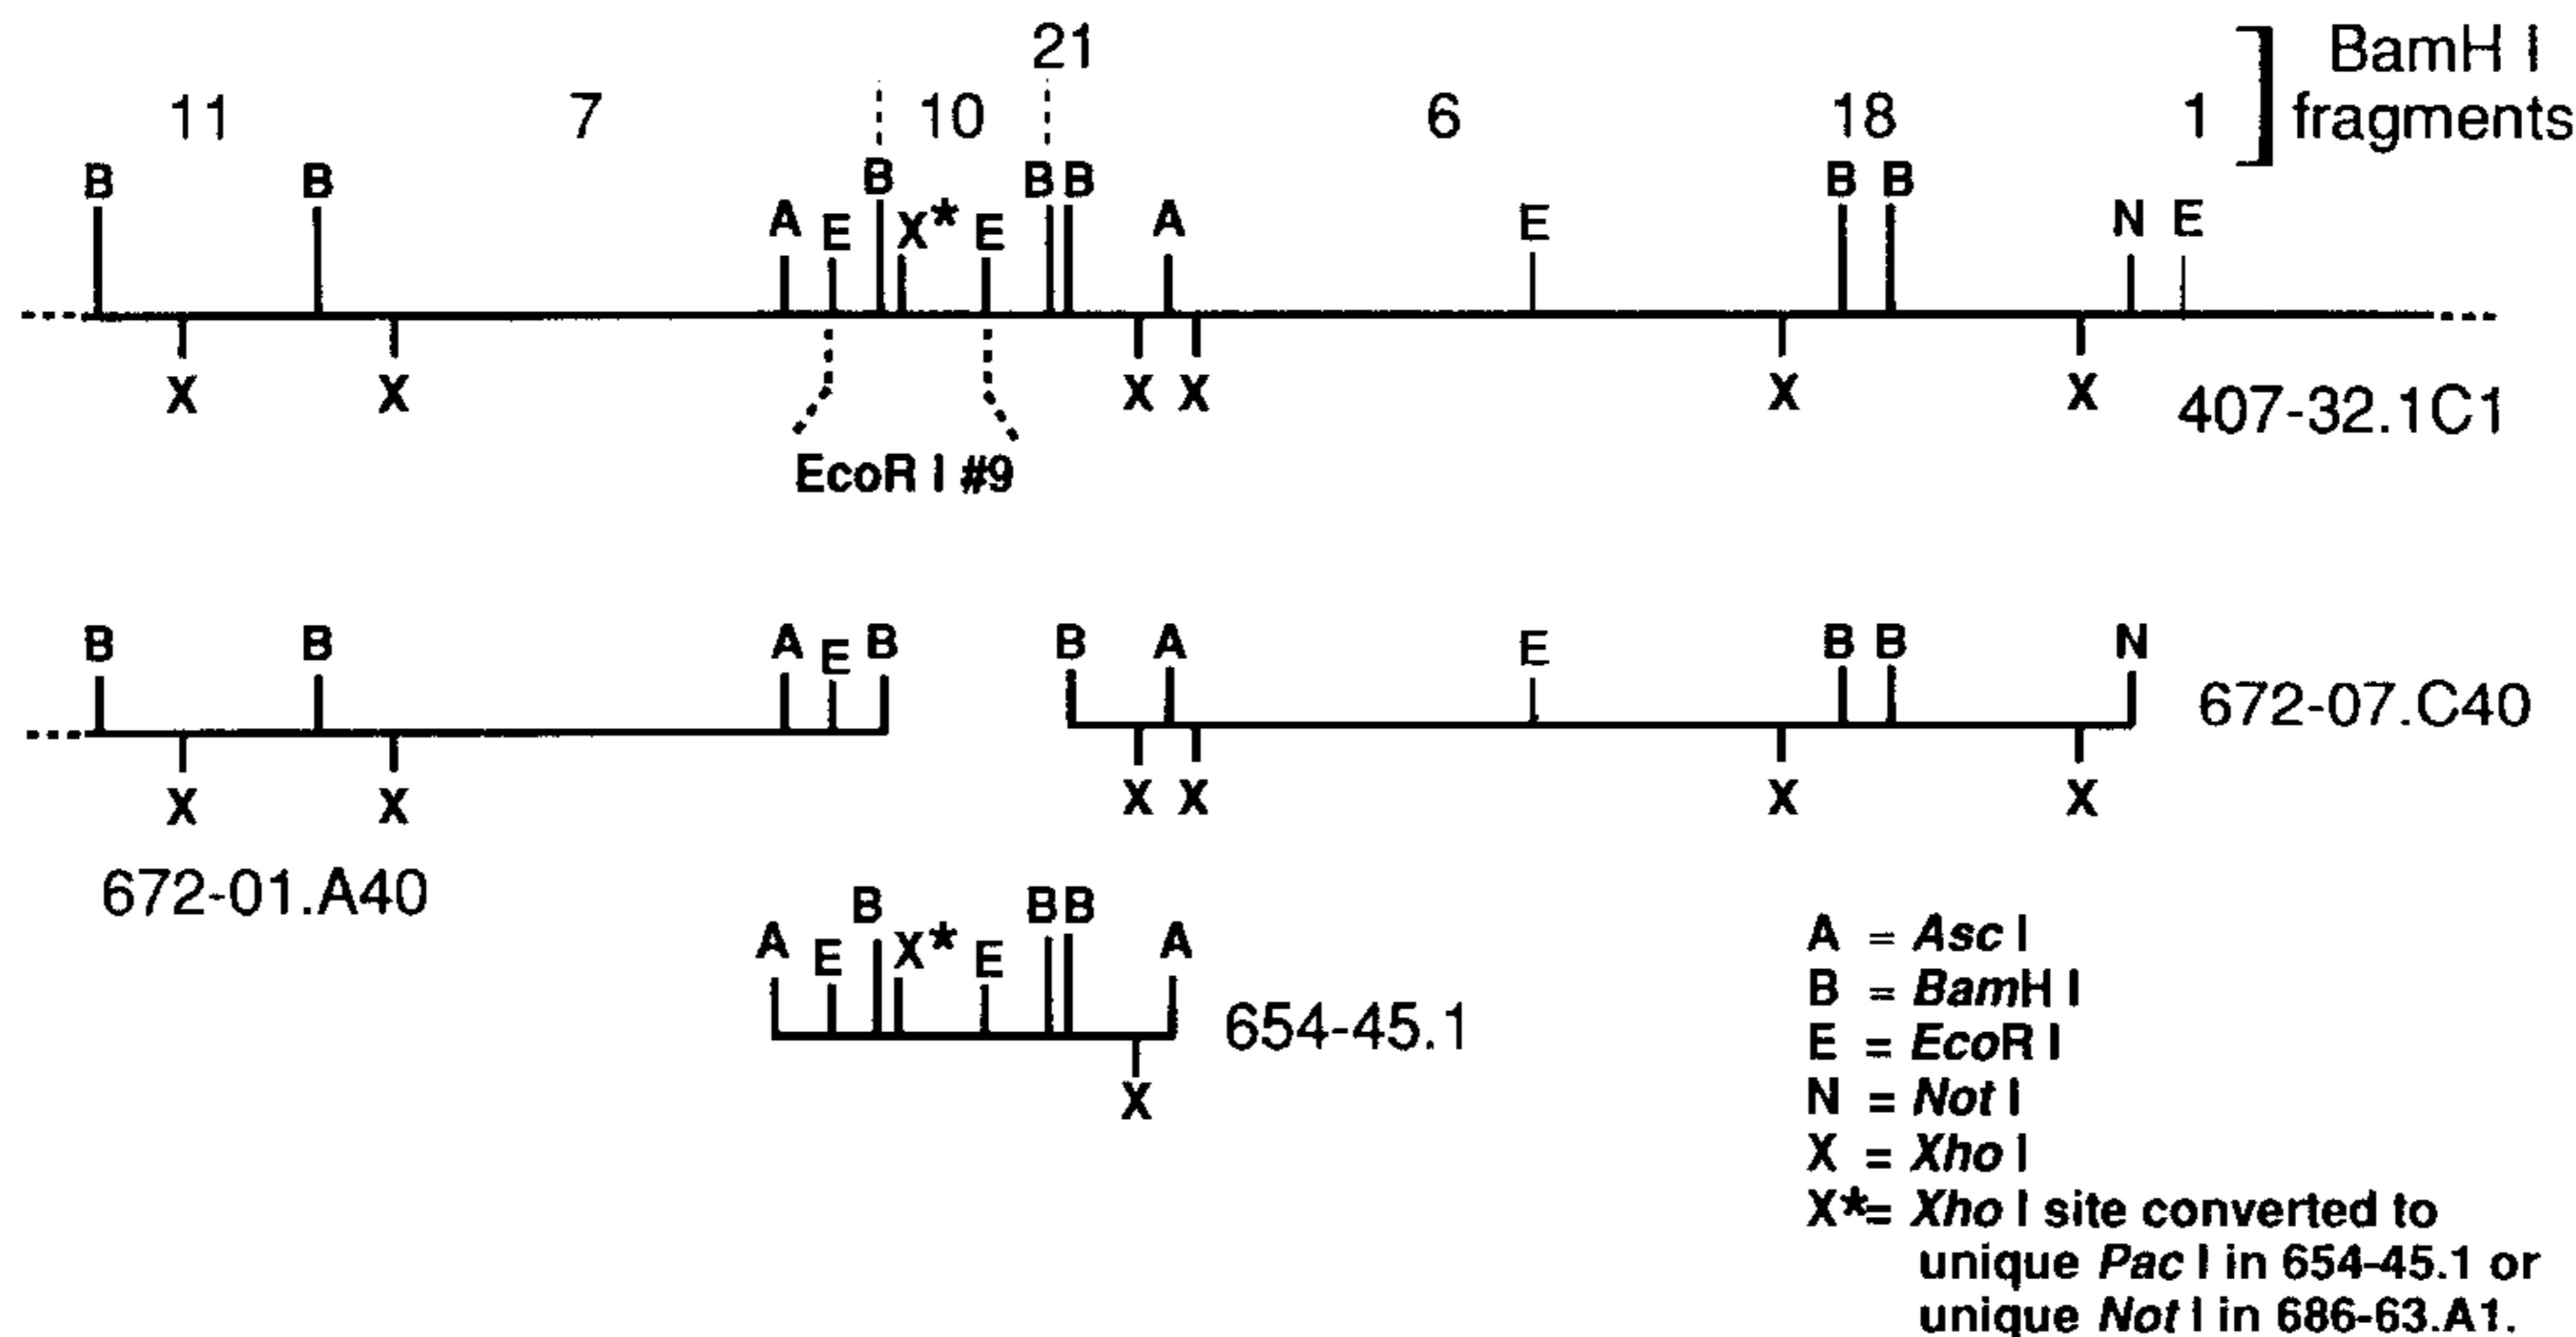 21
11 7 10 6 18 1 ] BamH I
fragments
B B B B B B B
A E X* E A E N E
X X X X X X
407-32.1C1
EcoR I #9
B B A E B B A E B B N
672-07.C40
X X X X X X
672-01.A40
A E B X* E B B A
654-45.1
X
A = Asc I
B = BamH I
E = EcoR I
N = Not I
X = Xho I
X*= Xho I site converted to
unique Pac I in 654-45.1 or
unique Not I in 686-63.A1.